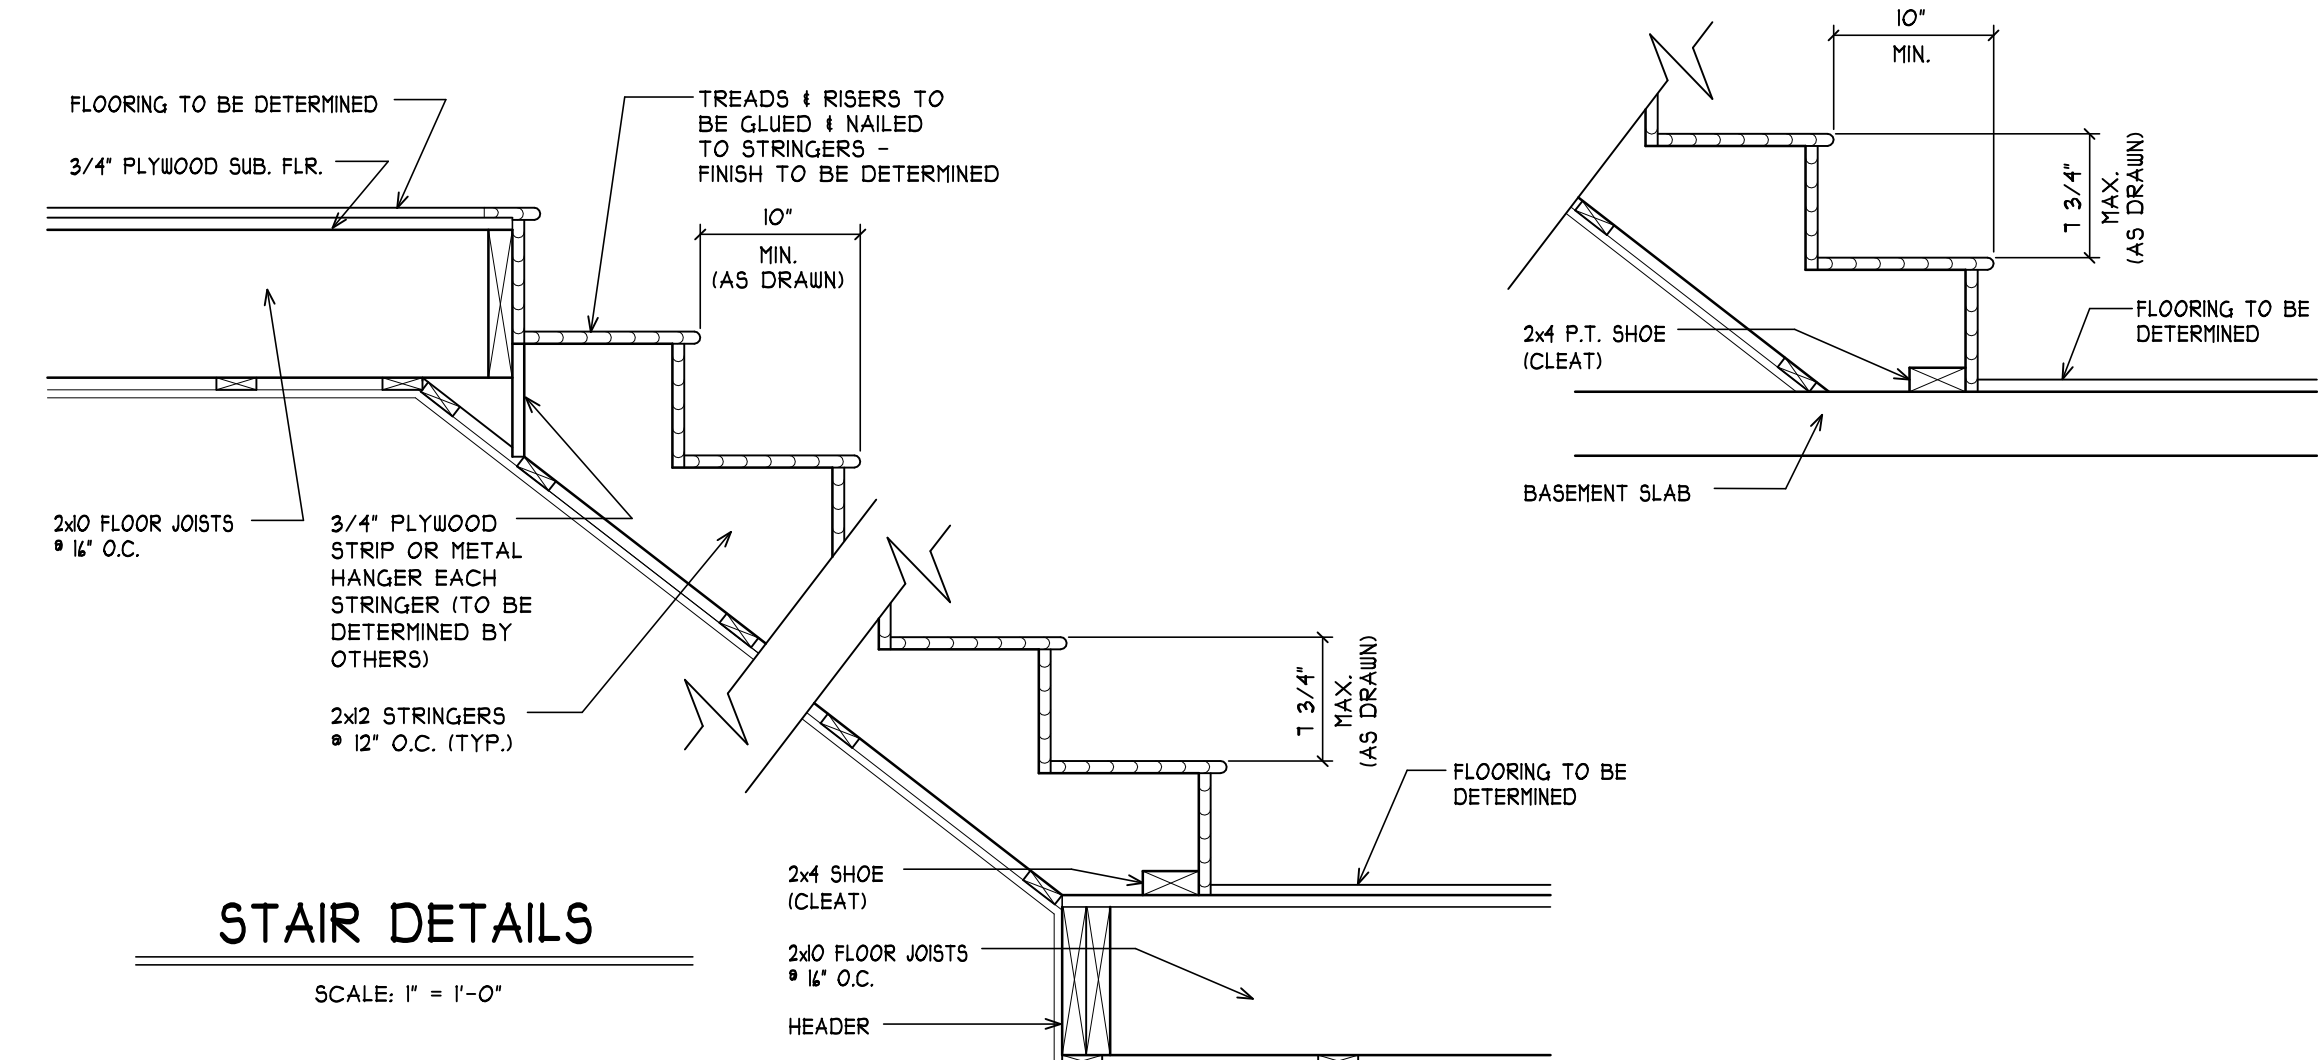 FLOORING TO BE DETERMINED
3/4" PLYWOOD SUB. FLR.
TREADS & RISERS TO
BE GLUED & NAILED
TO STRINGERS -
FINISH TO BE DETERMINED
10"
MIN.
(AS DRAWN)
2x10 FLOOR JOISTS
@ 16" O.C.
3/4" PLYWOOD
STRIP OR METAL
HANGER EACH
STRINGER (TO BE
DETERMINED BY
OTHERS)
2x12 STRINGERS
@ 12" O.C. (TYP.)
7 3/4"
MAX.
(AS DRAWN)
FLOORING TO BE
DETERMINED
2x4 SHOE
(CLEAT)
2x10 FLOOR JOISTS
@ 16" O.C.
HEADER
10"
MIN.
7 3/4"
MAX.
(AS DRAWN)
FLOORING TO BE
DETERMINED
2x4 P.T. SHOE
(CLEAT)
BASEMENT SLAB
STAIR DETAILS
SCALE: 1" = 1'-0"